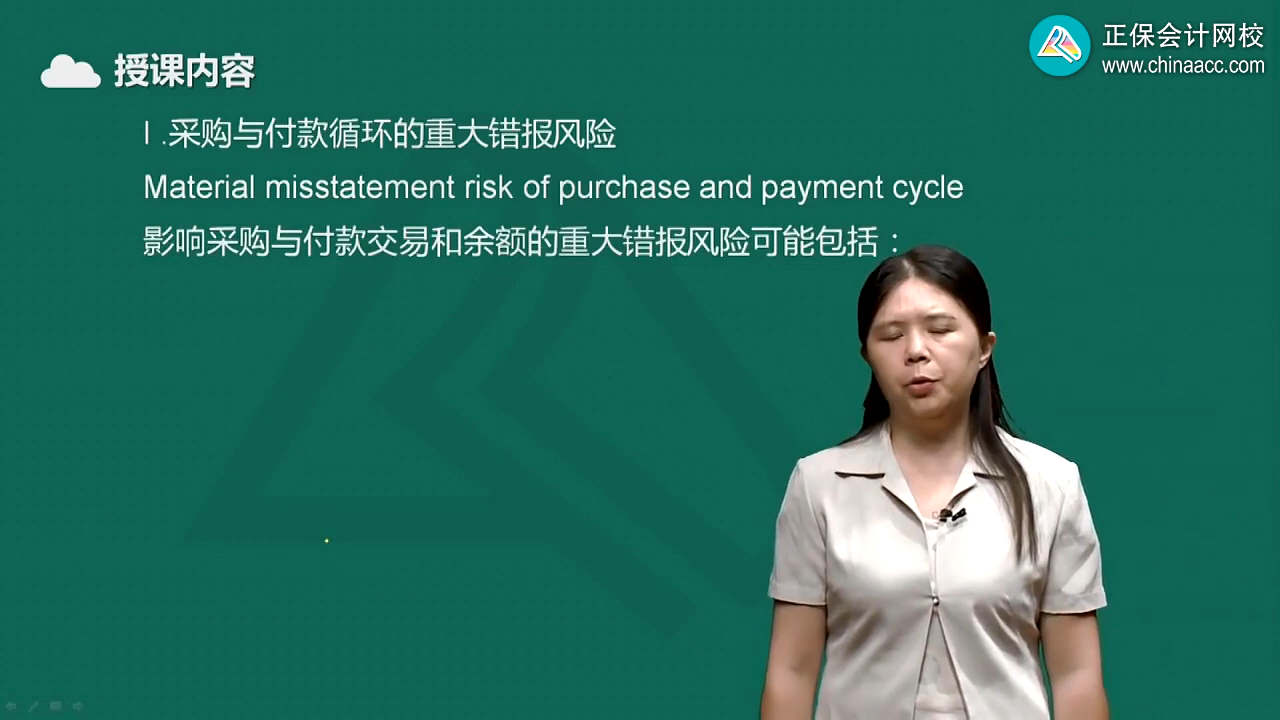 正保会计网校
www.chinaacc.com
授课内容
Ⅰ.采购与付款循环的重大错报风险
Material misstatement risk of purchase and payment cycle
影响采购与付款交易和余额的重大错报风险可能包括：